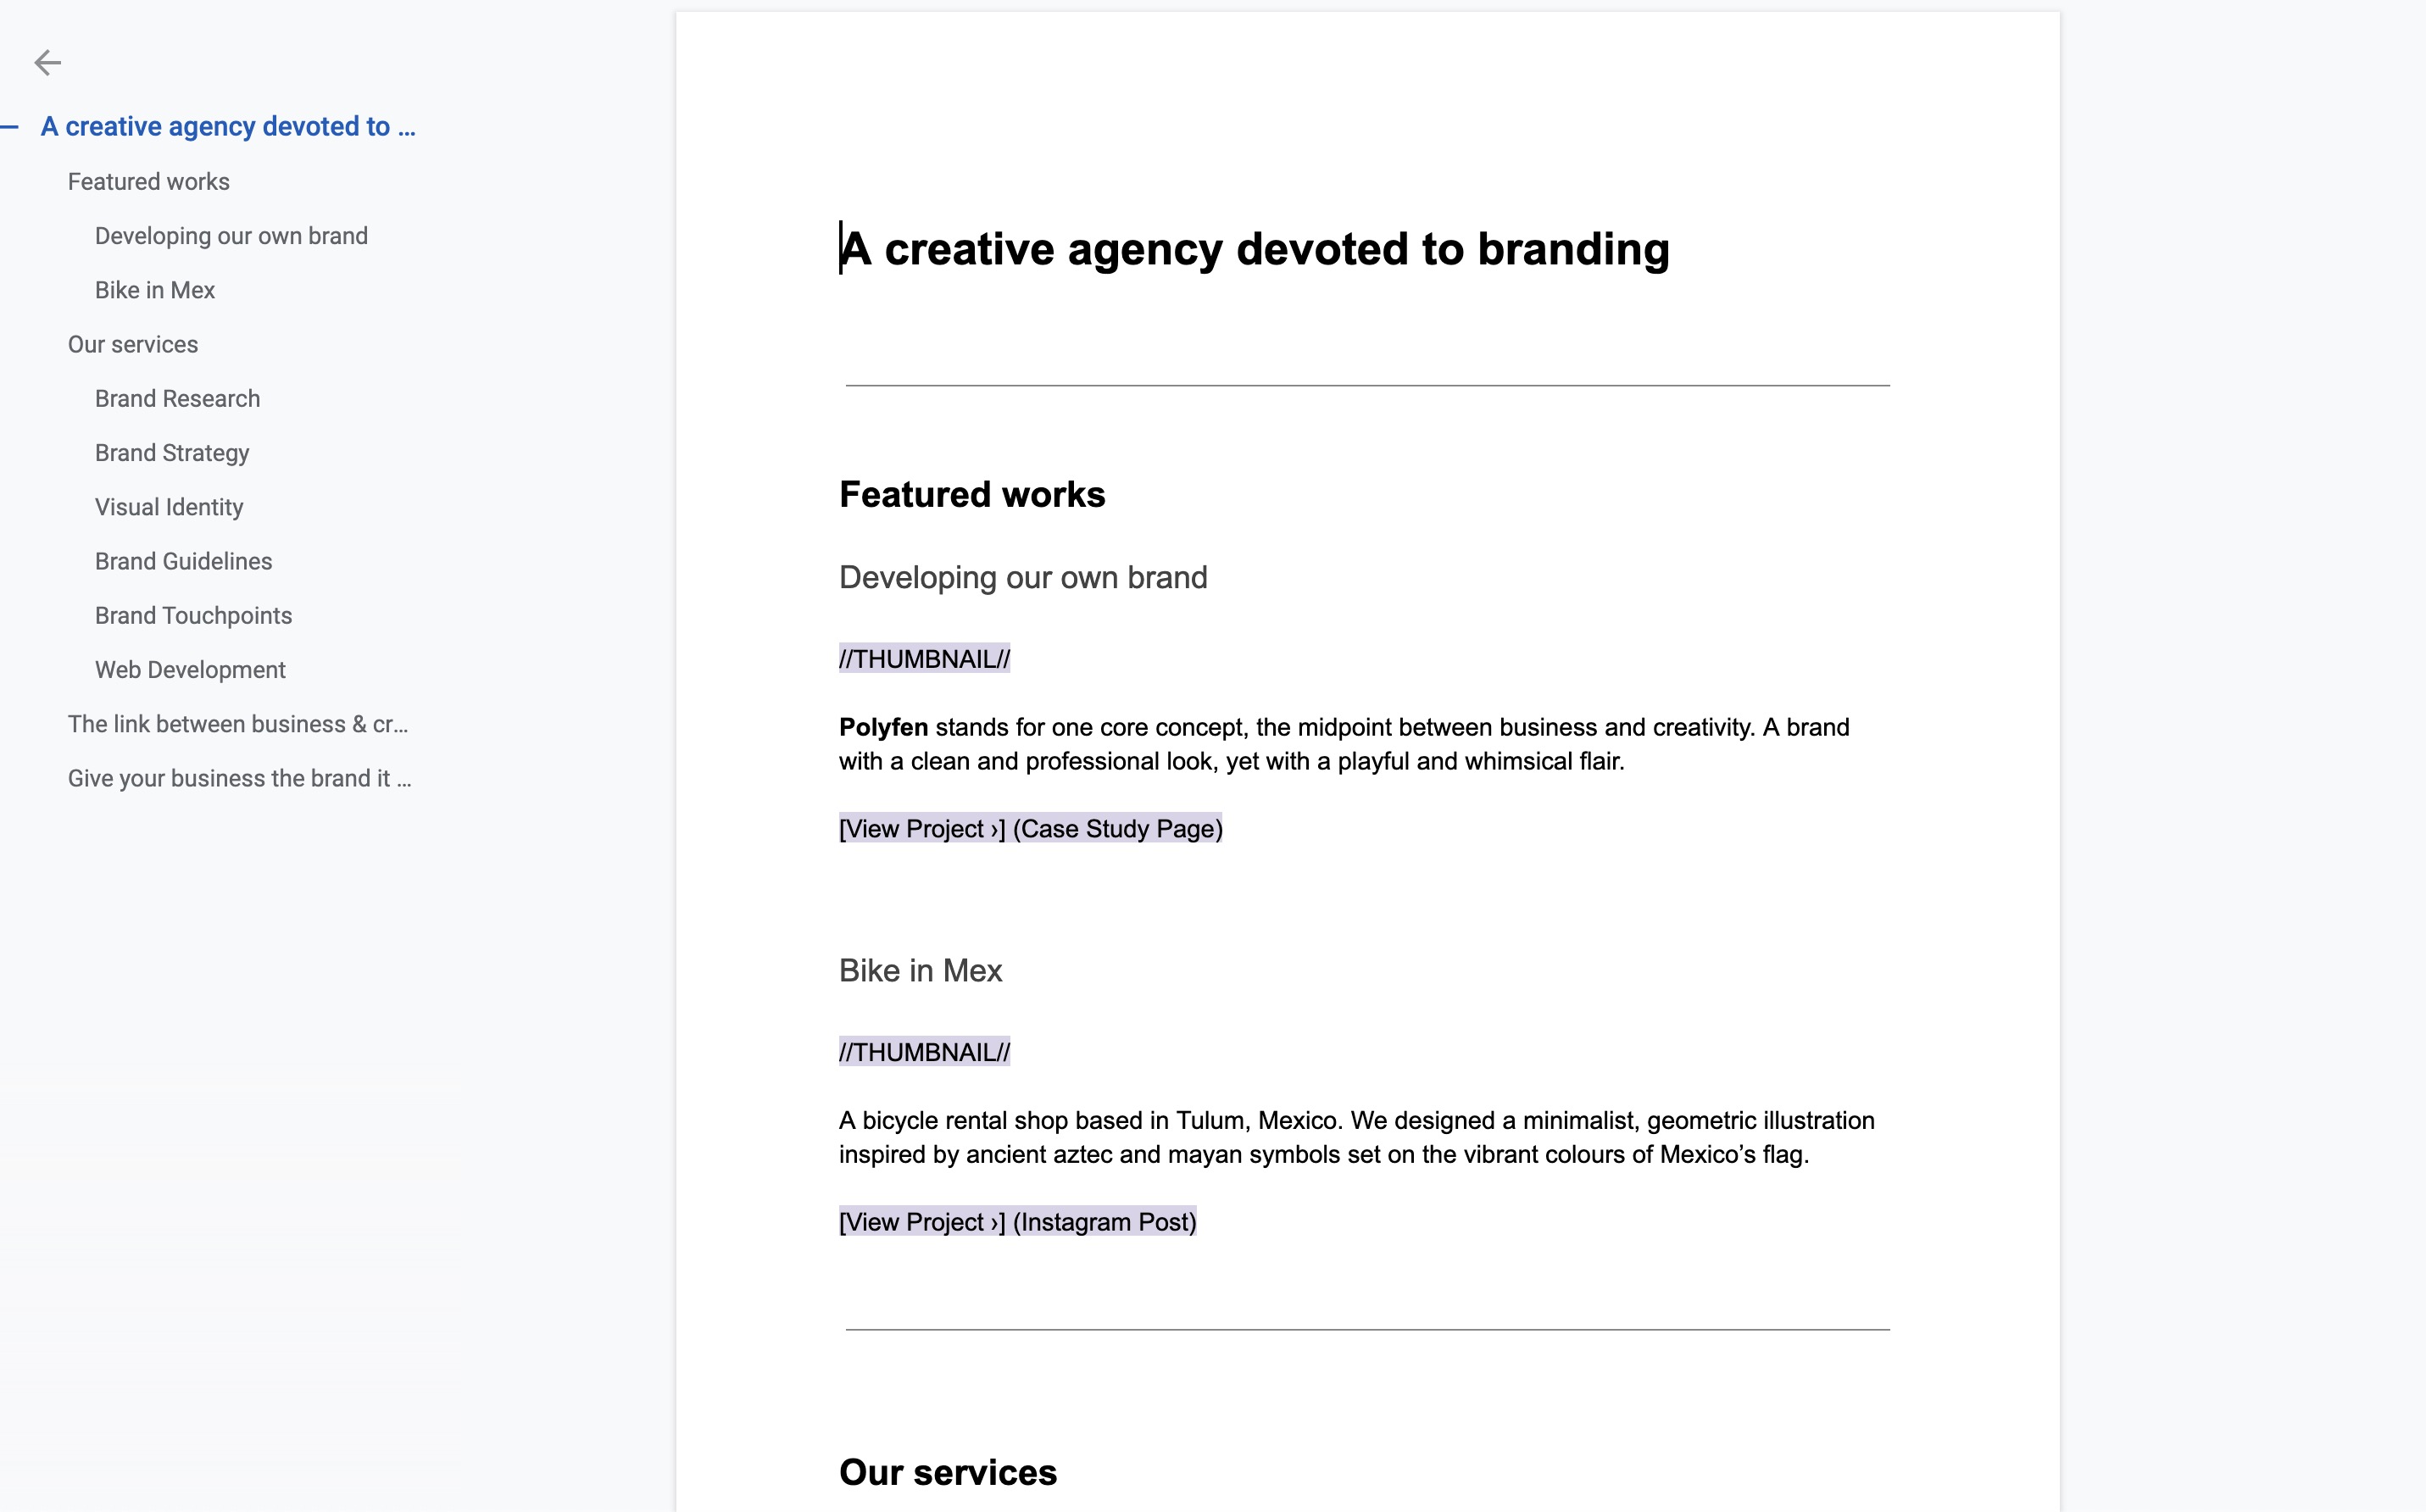 A creative agency devoted to ...
Featured works
Developing our own brand
Bike in Mex
Our services
Brand Research
Brand Strategy
Visual Identity
Brand Guidelines
Brand Touchpoints
Web Development
The link between business & cr...
Give your business the brand it ...
A creative agency devoted to branding
Featured works
Developing our own brand
//THUMBNAIL//
Polyfen stands for one core concept, the midpoint between business and creativity. A brand
with a clean and professional look, yet with a playful and whimsical flair.
[View Project ›] (Case Study Page)
Bike in Mex
//THUMBNAIL//
A bicycle rental shop based in Tulum, Mexico. We designed a minimalist, geometric illustration
inspired by ancient aztec and mayan symbols set on the vibrant colours of Mexico’s flag.
[View Project ›] (Instagram Post)
Our services